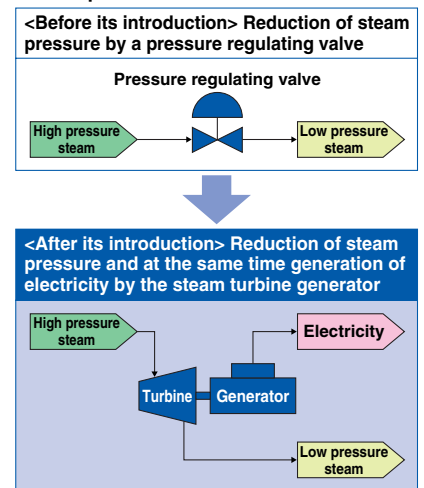 <Before its introduction> Reduction of steam
pressure by a pressure regulating valve
Pressure regulating valve
High pressure
steam
Low pressure
steam
<After its introduction> Reduction of steam
pressure and at the same time generation of
electricity by the steam turbine generator
High pressure
steam
Electricity
Turbine
Generator
Low pressure
steam